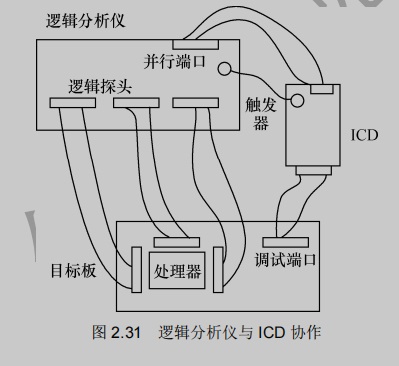 逻辑分析仪
并行端口
逻辑探头
触发
器
ICD
目标板
处理器
调试端口
图 2.31 逻辑分析仪与 ICD 协作